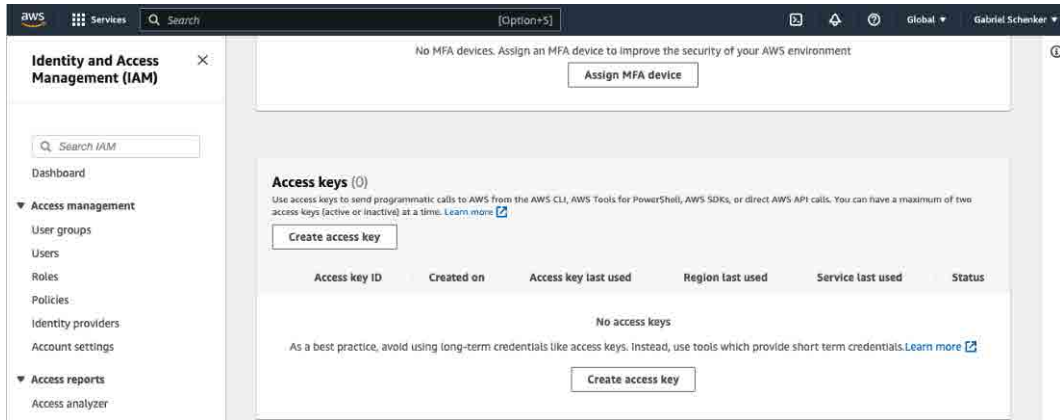 aws Services Search [Option+S] Global Gabriel Schenker
Identity and Access
Management (IAM)
Search IAM
Dashboard
Access management
User groups
Users
Roles
Policies
Identity providers
Account settings
Access reports
Access analyzer
No MFA devices. Assign an MFA device to improve the security of your AWS environment
Assign MFA device
Access keys (0)
Use access keys to send programmatic calls to AWS from the AWS CLI, AWS Tools for PowerShell, AWS SDKs, or direct AWS API calls. You can have a maximum of two
access keys (active or inactive) at a time. Learn more
Create access key
Access key ID Created on Access key last used Region last used Service last used Status
No access keys
As a best practice, avoid using long-term credentials like access keys. Instead, use tools which provide short term credentials.Learn more
Create access key